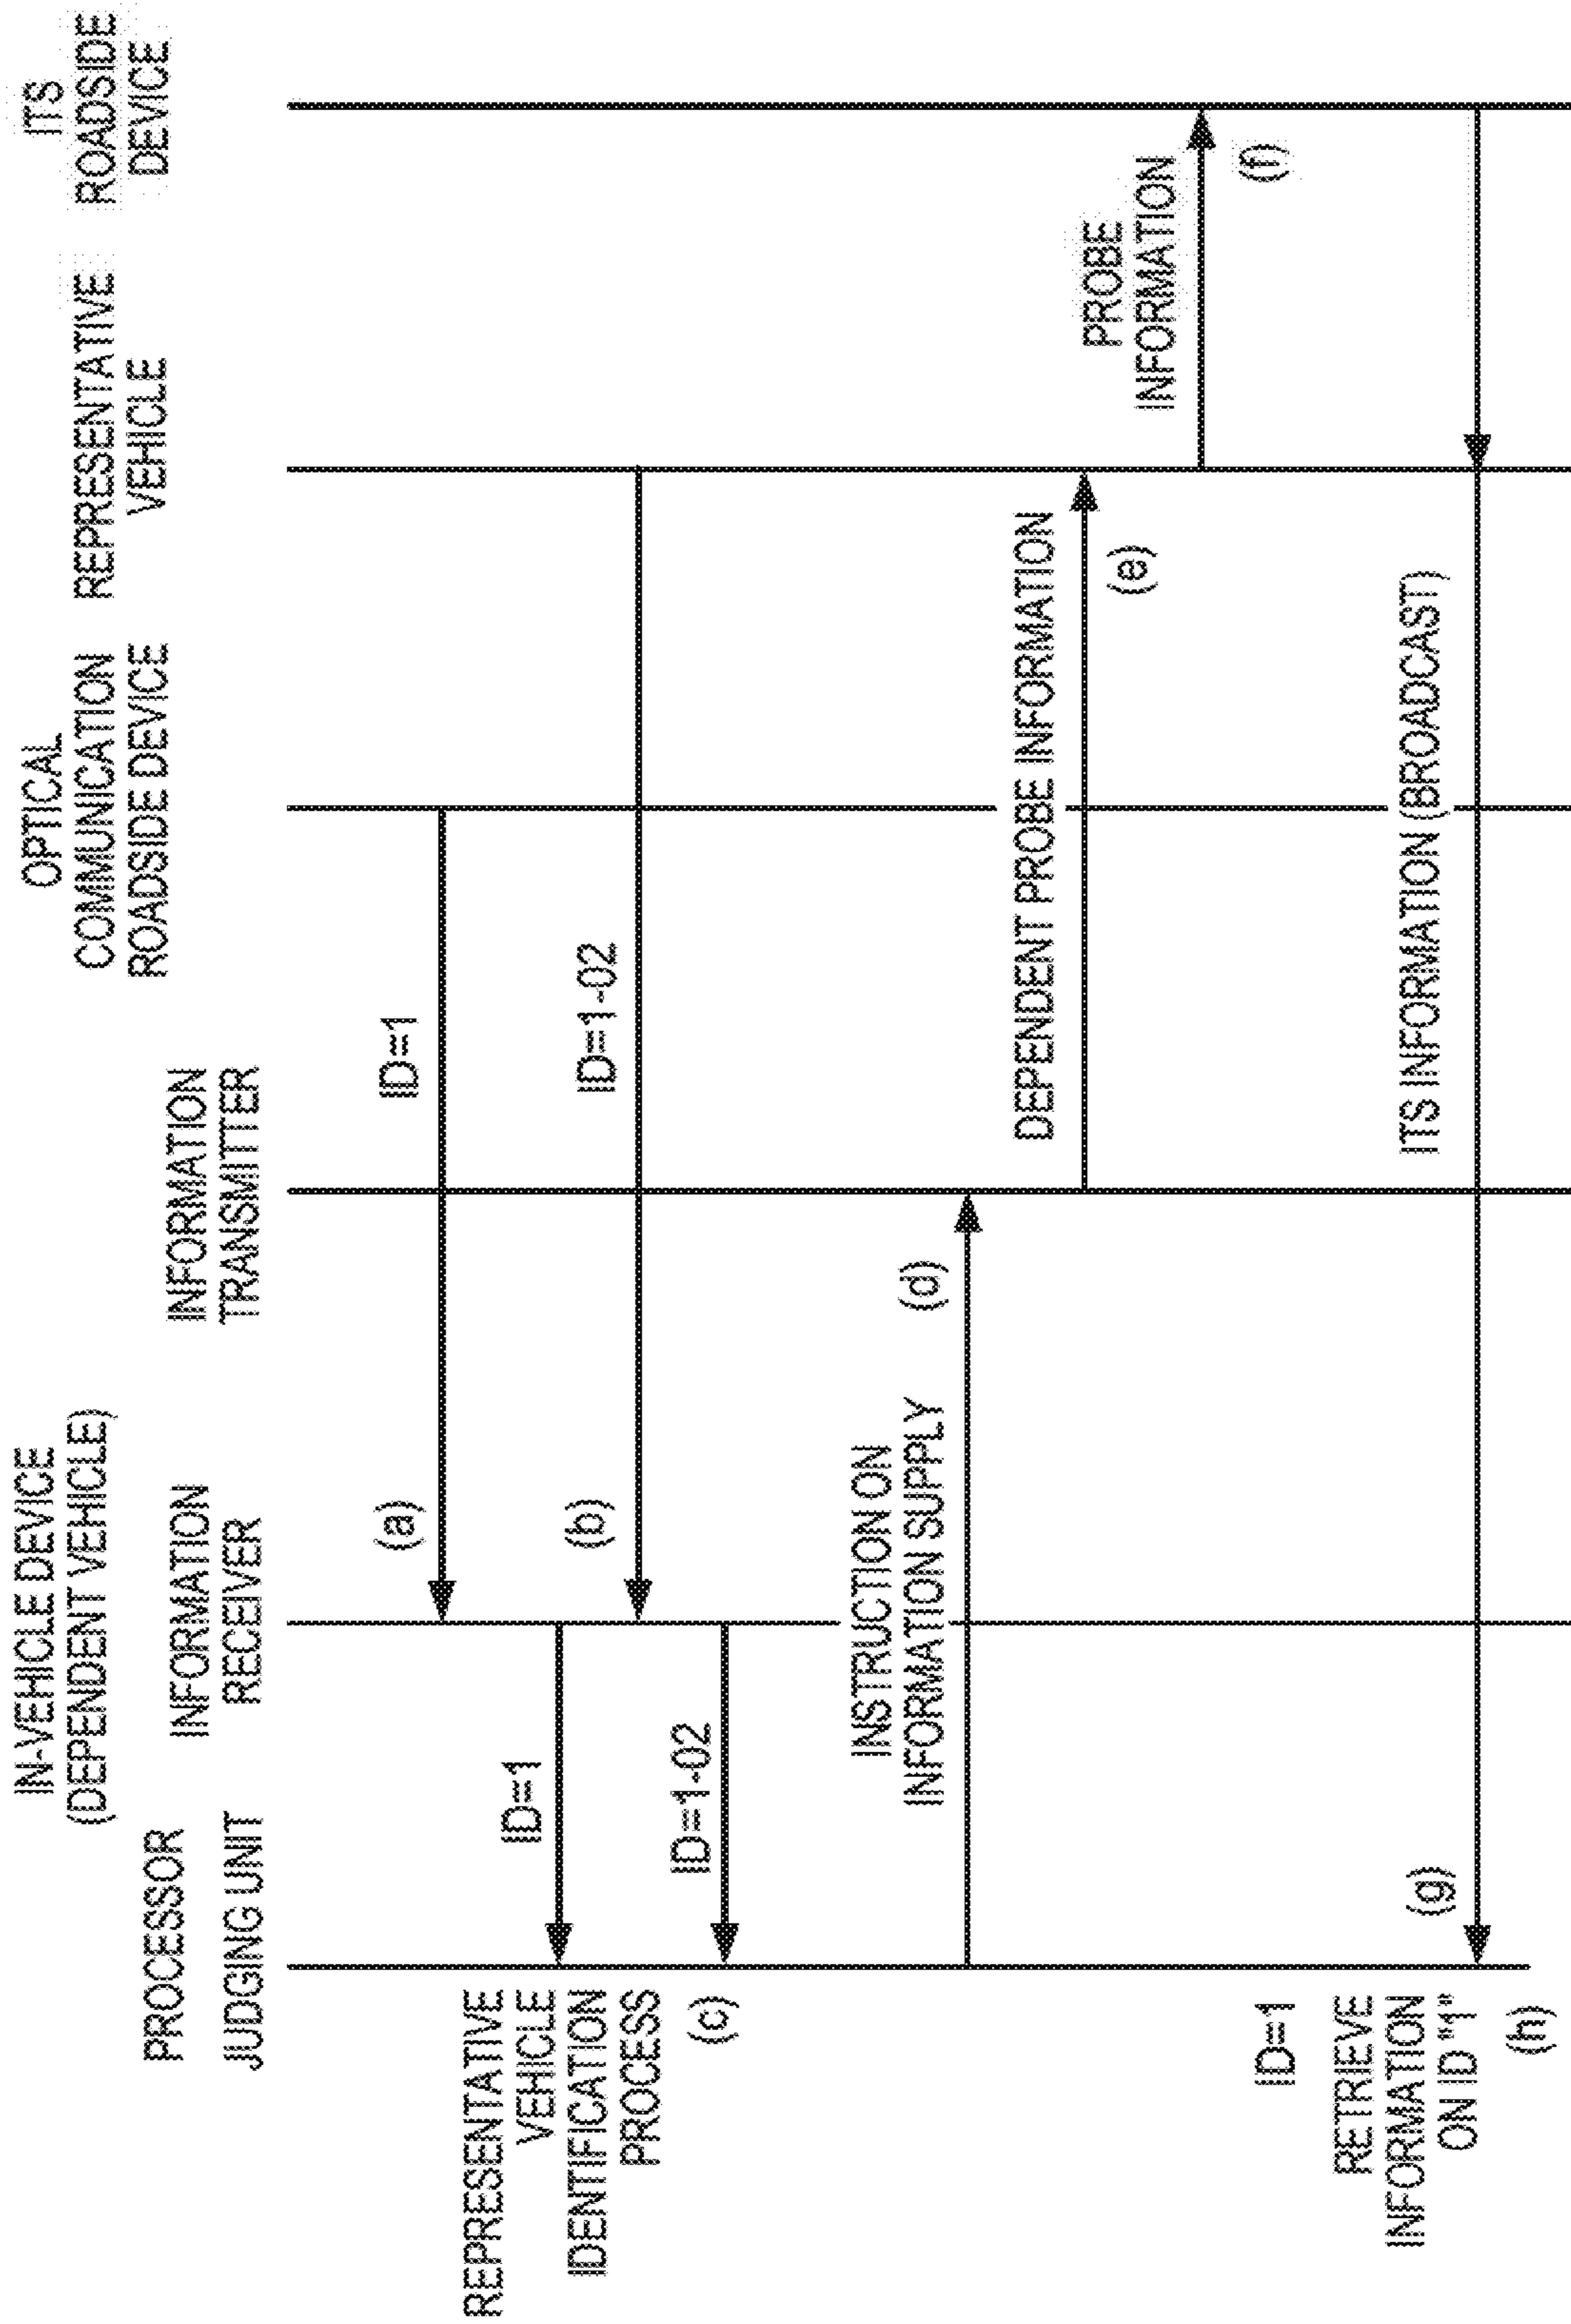 IN-VEHICLE DEVICE
(DEPENDENT VEHICLE)
PROCESSOR
JUDGING UNIT
INFORMATION
RECEIVER
INFORMATION
TRANSMITTER
OPTICAL
COMMUNICATION
ROADSIDE DEVICE
REPRESENTATIVE
VEHICLE
ITS
ROADSIDE
DEVICE
(a)
ID=1
ID=1
(b)
ID=1-02
REPRESENTATIVE
VEHICLE
IDENTIFICATION
PROCESS
(c)
ID=1-02
INSTRUCTION ON
INFORMATION SUPPLY
(d)
DEPENDENT PROBE INFORMATION
(e)
PROBE
INFORMATION
(f)
ITS INFORMATION (BROADCAST)
(g)
ID=1
RETRIEVE
INFORMATION
ON ID "1"
(h)